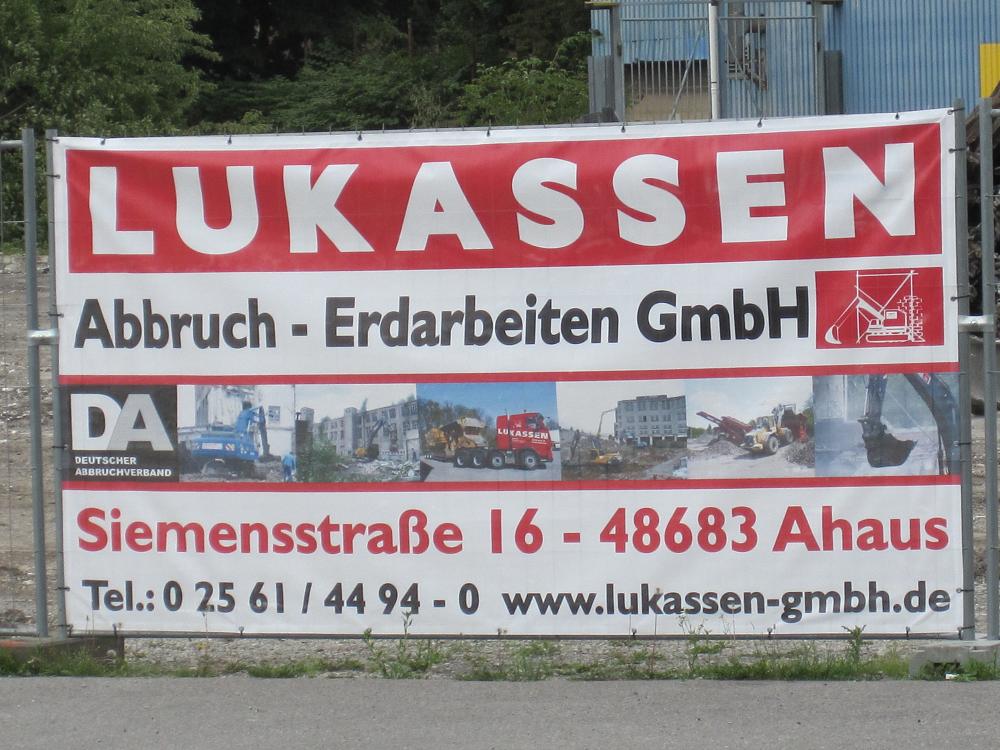 LUKASSEN
Abbruch - Erdarbeiten GmbH
DA
DEUTSCHER
ABBRUCHVERBAND
LUKASSEN
Siemensstraße 16 - 48683 Ahaus
Tel.: 0 25 61 / 44 94 - 0 www.lukassen-gmbh.de